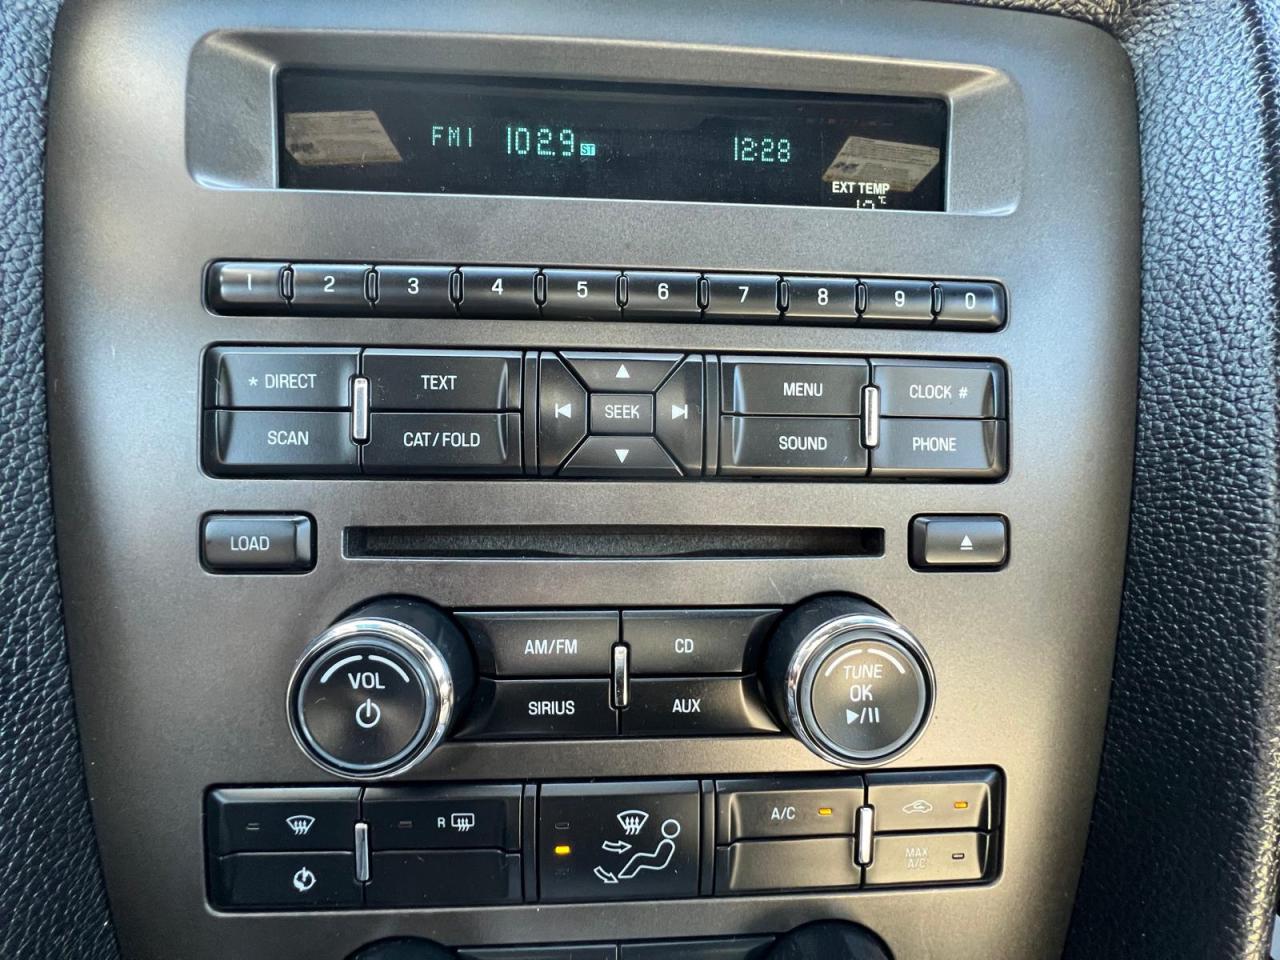 FM1 102.9 ST 12:28
EXT TEMP
°C
1 2 3 4 5 6 7 8 9 0
* DIRECT TEXT MENU CLOCK #
SEEK
SCAN CAT/FOLD SOUND PHONE
LOAD
AM/FM CD
VOL
TUNE
OK
SIRIUS AUX
R
A/C
MAX
A/C